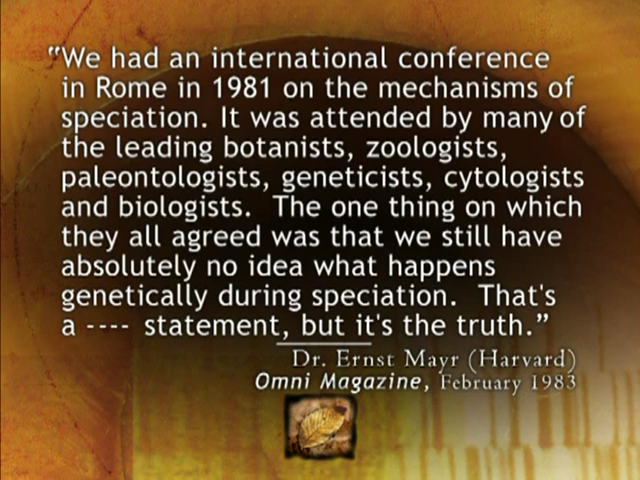 “We had an international conference
in Rome in 1981 on the mechanisms of
speciation. It was attended by many of
the leading botanists, zoologists,
paleontologists, geneticists, cytologists
and biologists. The one thing on which
they all agreed was that we still have
absolutely no idea what happens
genetically during speciation. That's
a ---- statement, but it's the truth.”
Dr. Ernst Mayr (Harvard)
Omni Magazine, February 1983